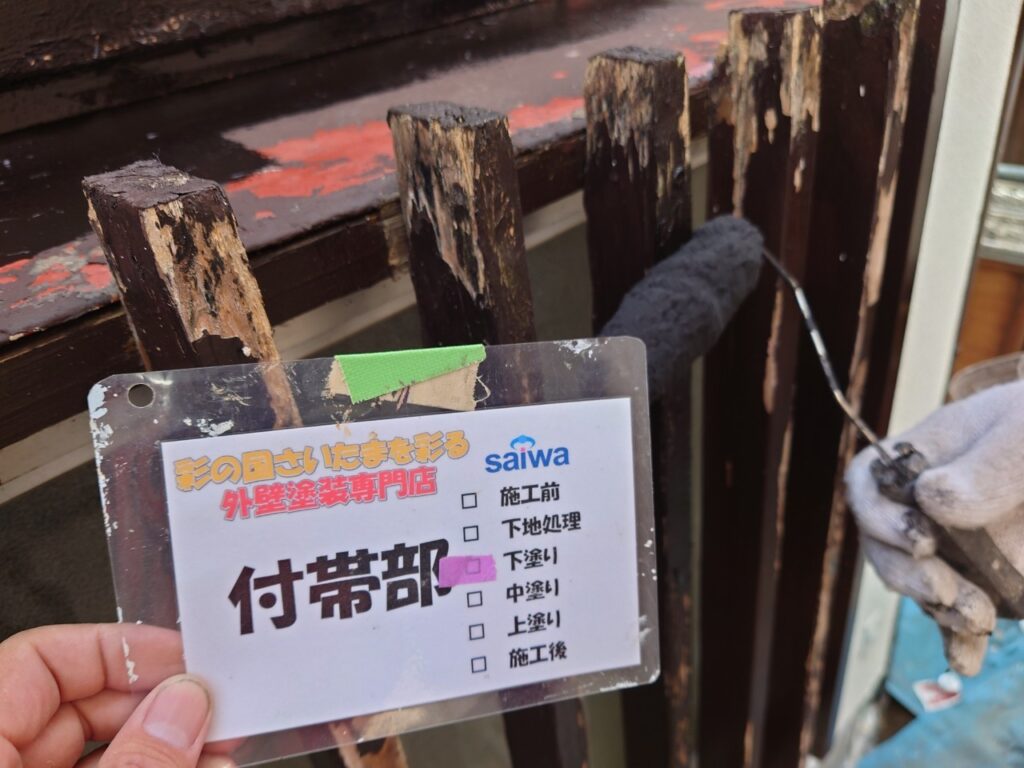 彩の国さいたまを彩る
外壁塗装専門店
saiwa
付帯部
□ 施工前
□ 下地処理
□ 下塗り
□ 中塗り
□ 上塗り
□ 施工後